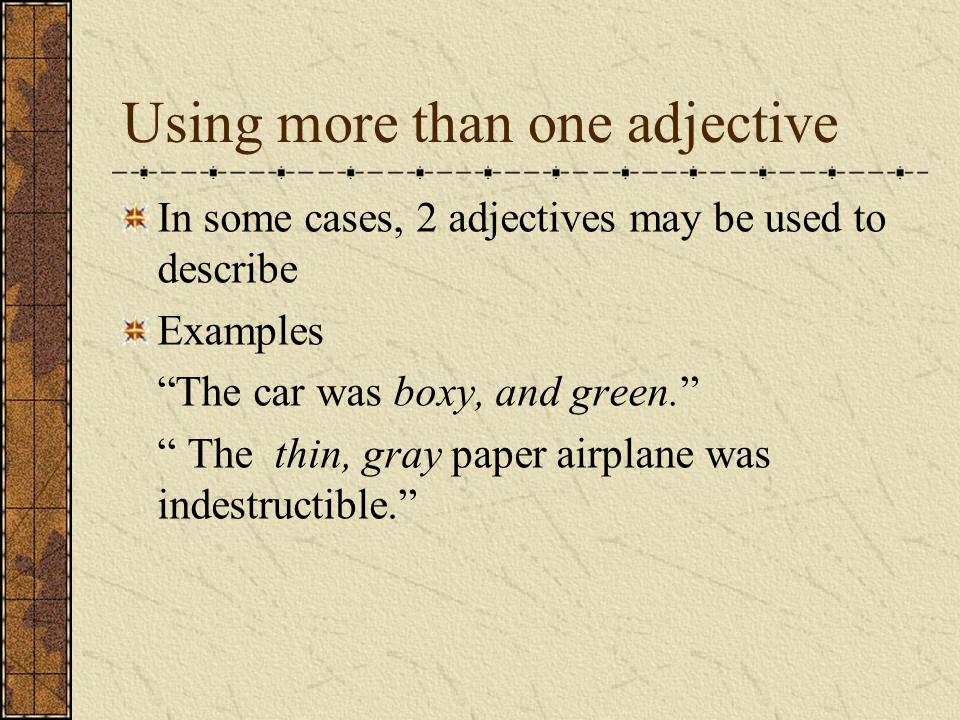 Using more than one adjective
In some cases, 2 adjectives may be used to
describe
Examples
“The car was boxy, and green.”
“ The  thin, gray paper airplane was
indestructible.”